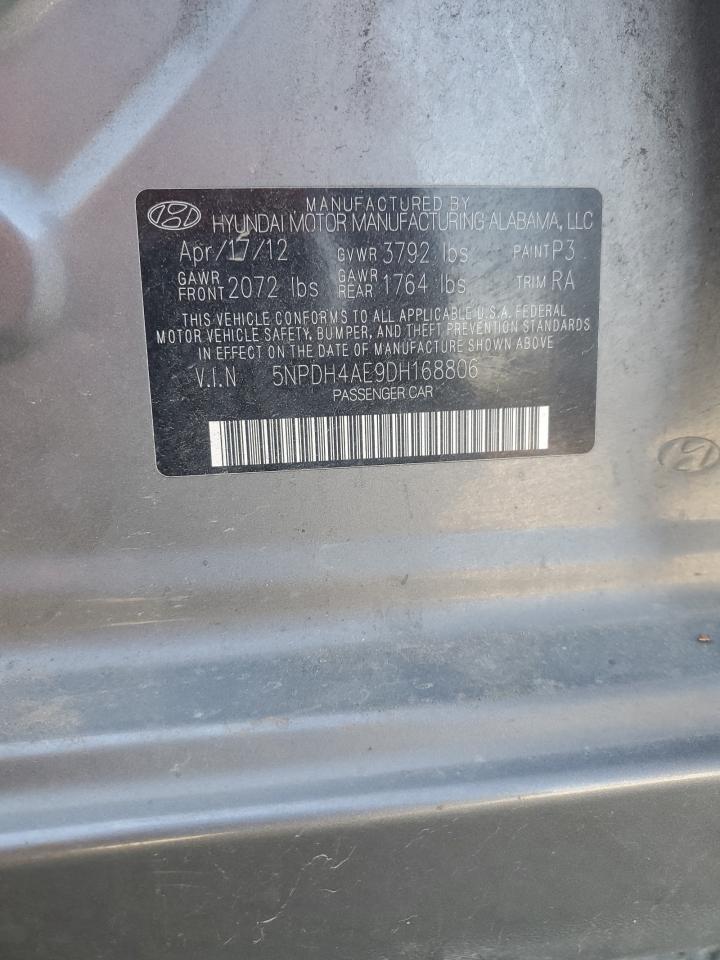 MANUFACTURED BY
HYUNDAI MOTOR MANUFACTURING ALABAMA, LLC
Apr/17/12 GVWR 3792 lbs PAINT P3
GAWR FRONT 2072 lbs GAWR REAR 1764 lbs TRIM RA
THIS VEHICLE CONFORMS TO ALL APPLICABLE U.S.A. FEDERAL
MOTOR VEHICLE SAFETY, BUMPER, AND THEFT PREVENTION STANDARDS
IN EFFECT ON THE DATE OF MANUFACTURE SHOWN ABOVE
V.I.N 5NPDH4AE9DH168806
PASSENGER CAR